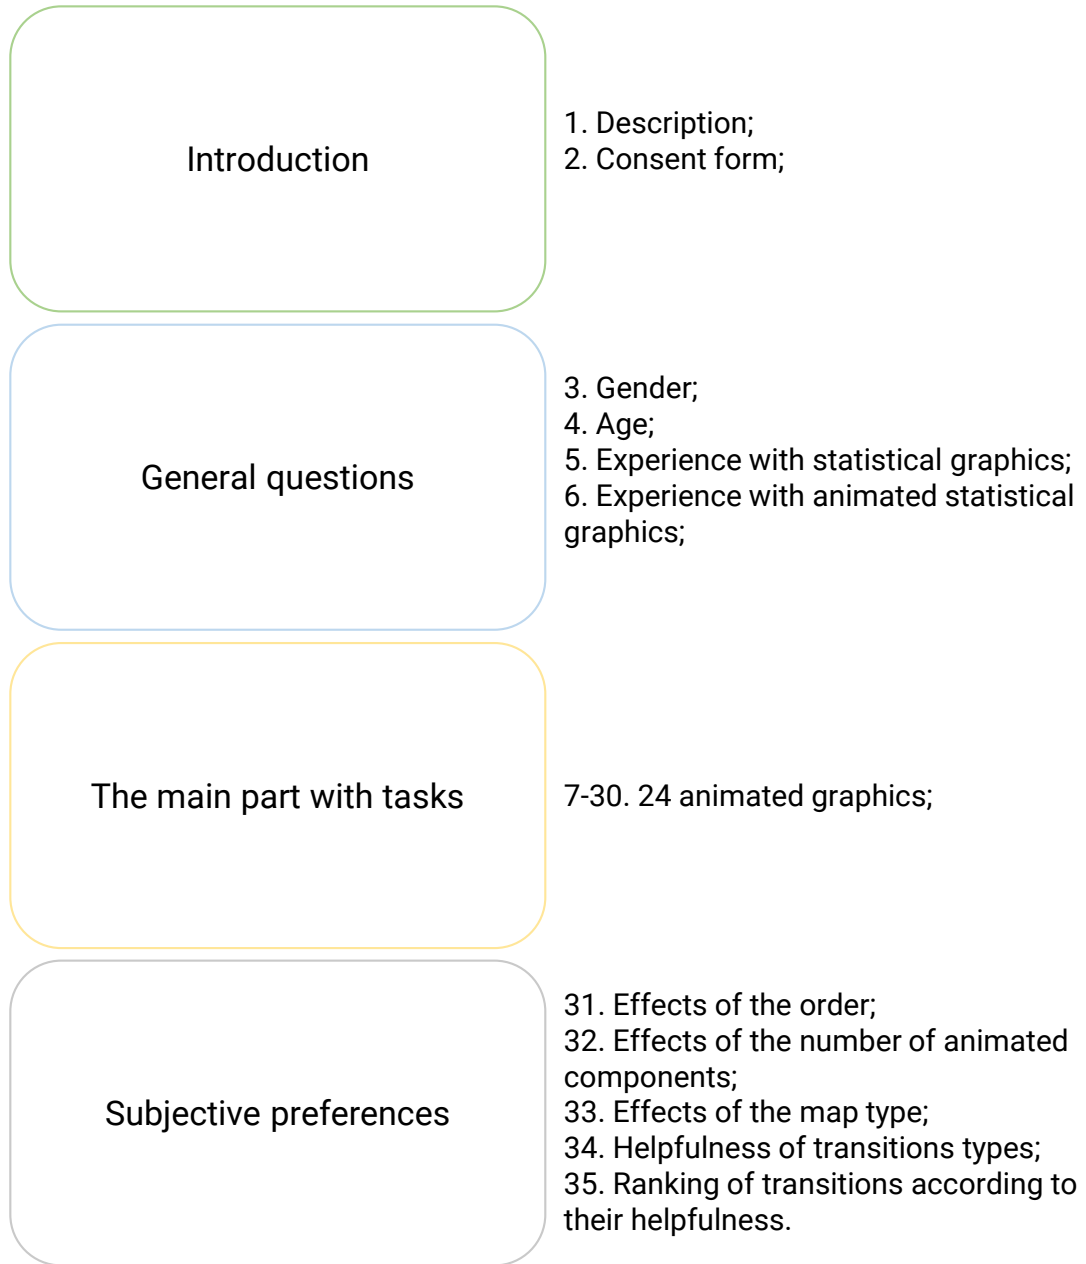 Introduction
1. Description;
2. Consent form;
General questions
3. Gender;
4. Age;
5. Experience with statistical graphics;
6. Experience with animated statistical
graphics;
The main part with tasks
7-30. 24 animated graphics;
Subjective preferences
31. Effects of the order;
32. Effects of the number of animated
components;
33. Effects of the map type;
34. Helpfulness of transitions types;
35. Ranking of transitions according to
their helpfulness.